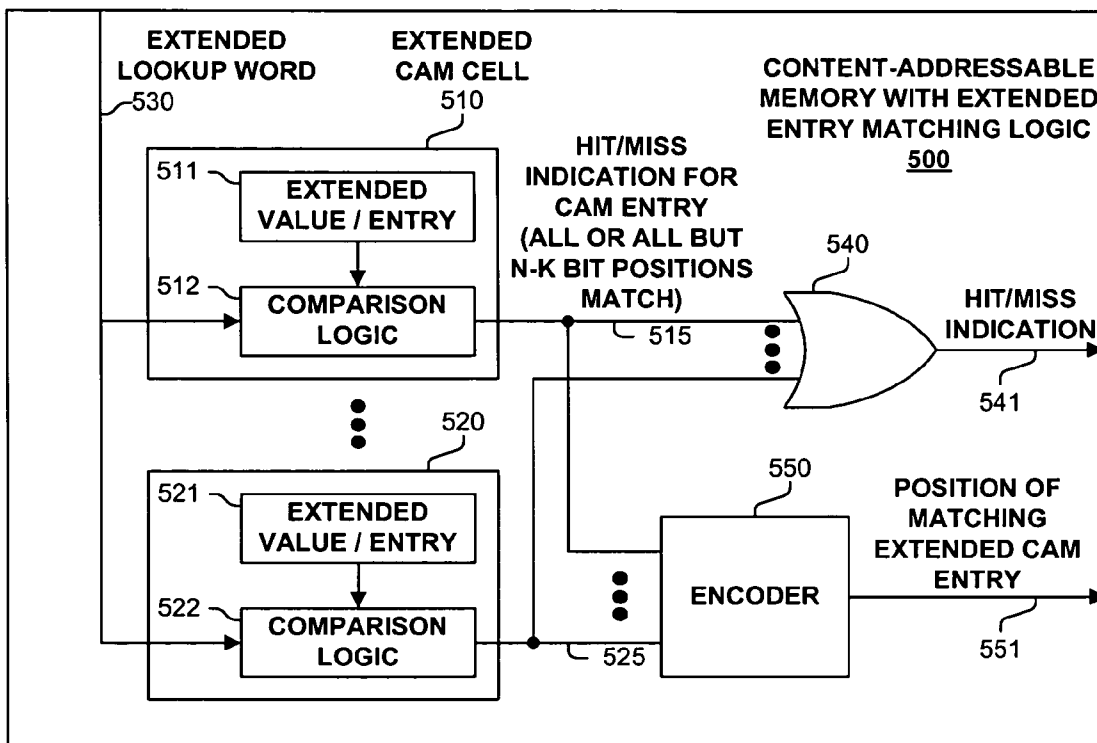 EXTENDED
LOOKUP WORD
530
EXTENDED
CAM CELL
510
CONTENT-ADDRESSABLE
MEMORY WITH EXTENDED
ENTRY MATCHING LOGIC
500
511
EXTENDED
VALUE / ENTRY
512
COMPARISON
LOGIC
HIT/MISS
INDICATION FOR
CAM ENTRY
(ALL OR ALL BUT
N-K BIT POSITIONS
MATCH)
515
540
HIT/MISS
INDICATION
541
520
521
EXTENDED
VALUE / ENTRY
522
COMPARISON
LOGIC
525
550
ENCODER
POSITION OF
MATCHING
EXTENDED CAM
ENTRY
551